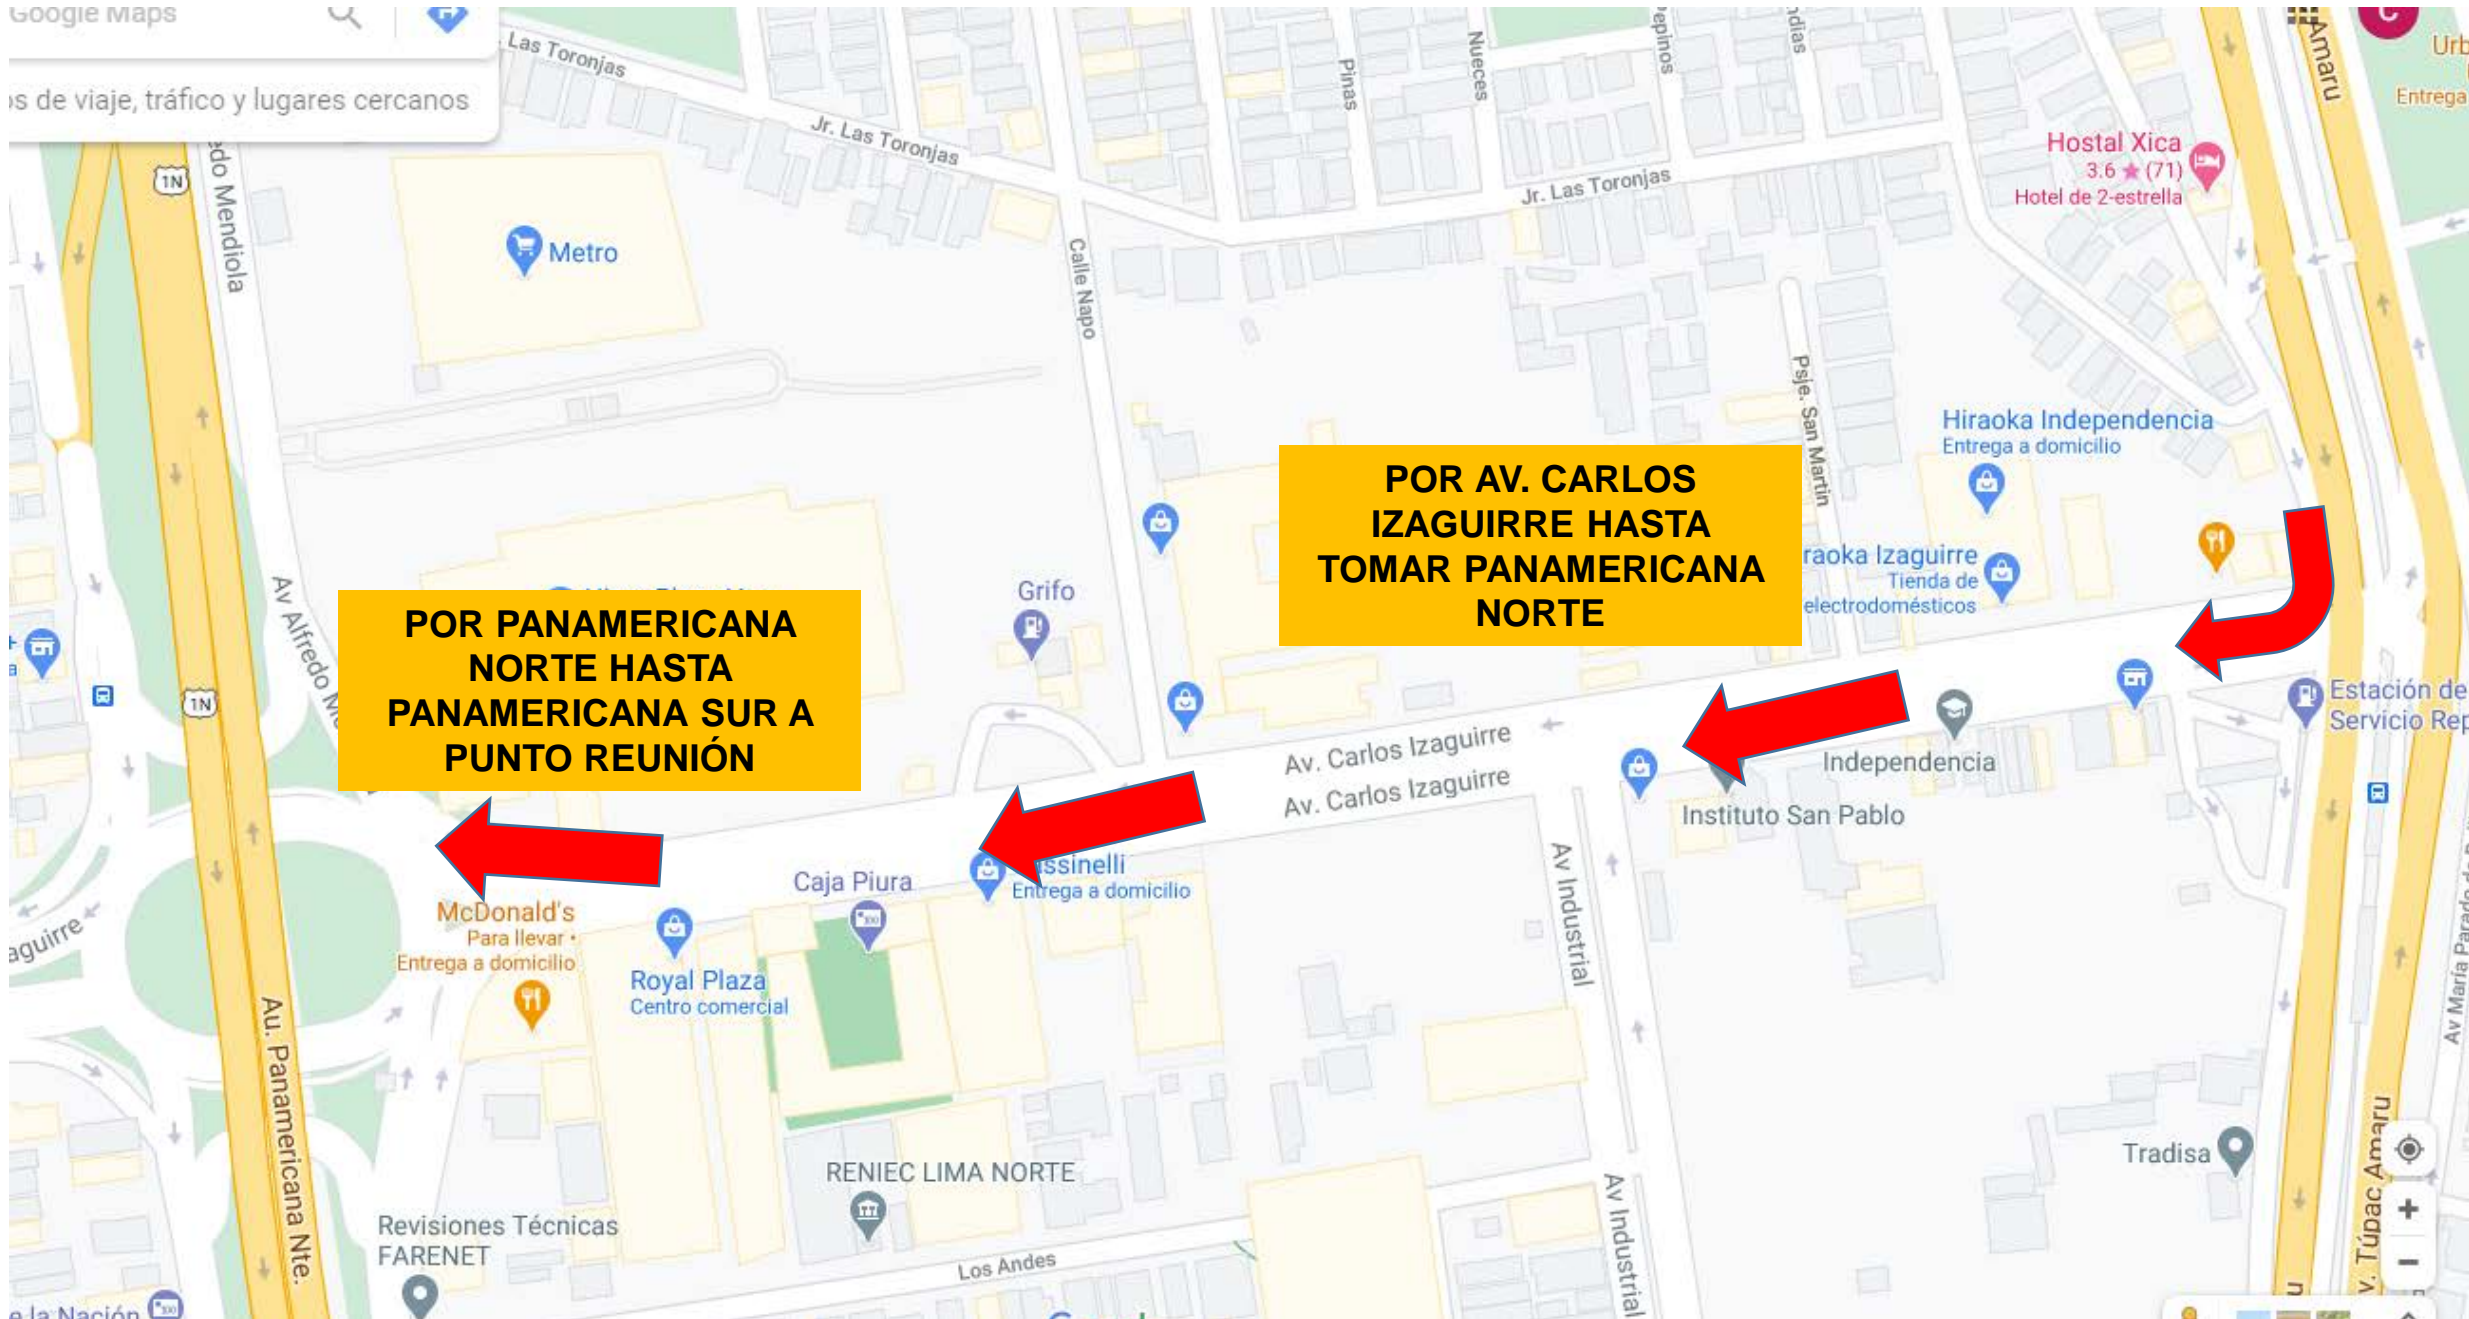 Google Maps
de viaje, tráfico y lugares cercanos
Las Toronjas
Jr. Las Toronjas
Jr. Las Toronjas
Pinas
Nueces
Amaru
Entrega
Hostal Xica
3.6 ★ (71)
Hotel de 2-estrella
1N
Mendiola
Metro
Calle Napo
Psje. San Martin
Hiraoka Independencia
Entrega a domicilio
POR AV. CARLOS
IZAGUIRRE HASTA
TOMAR PANAMERICANA
NORTE
raoka Izaguirre
Tienda de
electrodomésticos
Av Alfredo
Grifo
POR PANAMERICANA
NORTE HASTA
PANAMERICANA SUR A
PUNTO REUNIÓN
1N
Estación de
Servicio Rep
Av. Carlos Izaguirre
Av. Carlos Izaguirre
Independencia
Instituto San Pablo
ssinelli
Entrega a domicilio
Caja Piura
McDonald's
Para llevar •
Entrega a domicilio
Royal Plaza
Centro comercial
aguirre
Av Industrial
Au. Panamericana Nte.
Av María Parado de
RENIEC LIMA NORTE
Tradisa
Revisiones Técnicas
FARENET
Los Andes
Av Industrial
v. Túpac Amaru
la Nación